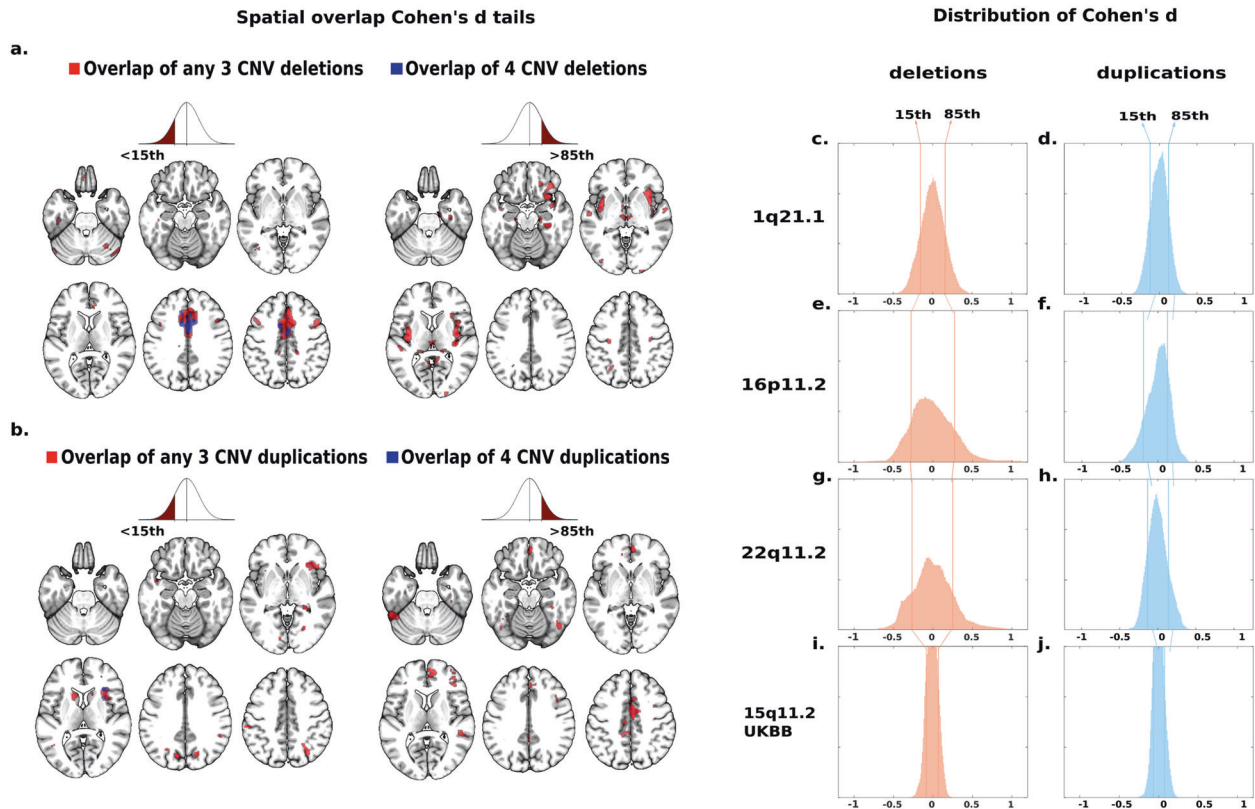 Spatial overlap Cohen's d tails
Distribution of Cohen's d
a.
Overlap of any 3 CNV deletions
Overlap of 4 CNV deletions
<15th
>85th
b.
Overlap of any 3 CNV duplications
Overlap of 4 CNV duplications
<15th
>85th
deletions
duplications
15th 85th
15th 85th
c.
d.
1q21.1
-1 -0.5 0 0.5 1
-1 -0.5 0 0.5 1
e.
f.
16p11.2
-1 -0.5 0 0.5 1
-1 -0.5 0 0.5 1
g.
h.
22q11.2
-1 -0.5 0 0.5 1
-1 -0.5 0 0.5 1
i.
j.
15q11.2
UKBB
-1 -0.5 0 0.5 1
-1 -0.5 0 0.5 1